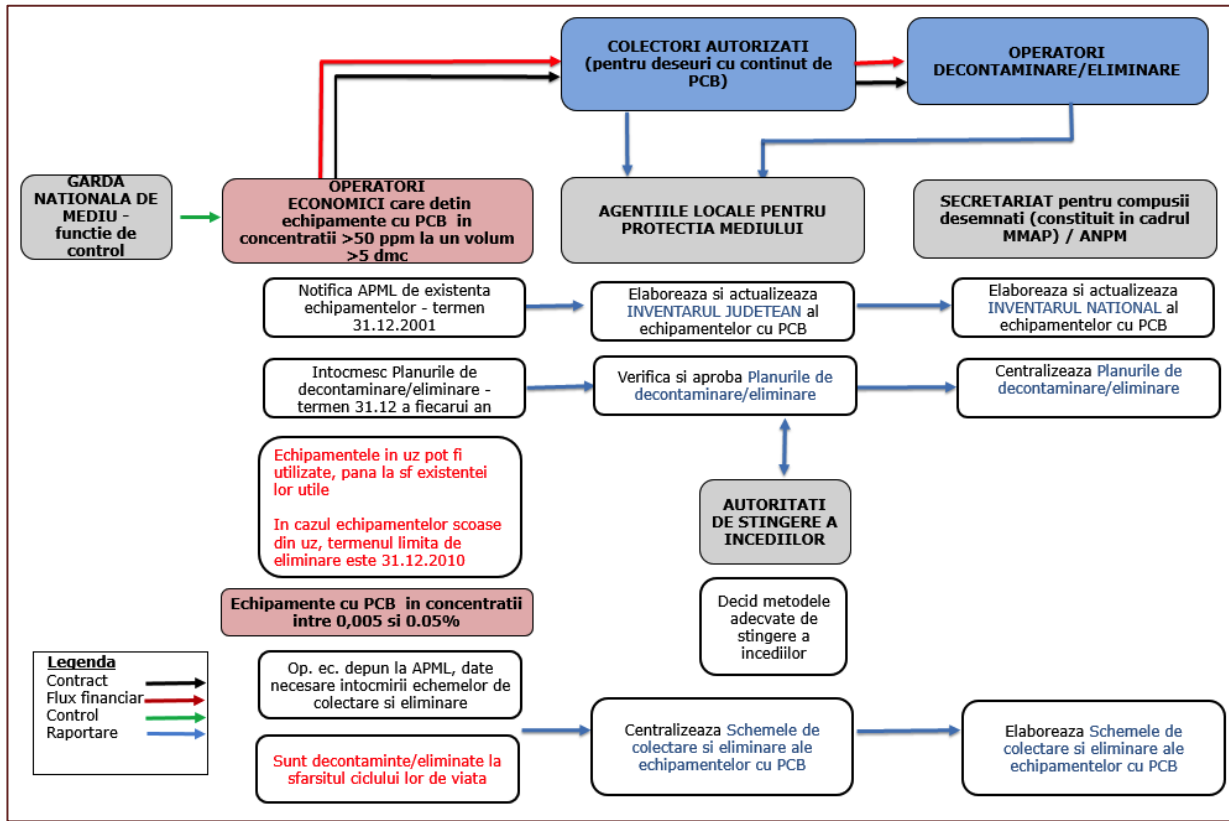 COLECTORI AUTORIZATI
(pentru deseuri cu continut de
PCB)
OPERATORI
DECONTAMINARE/ELIMINARE
GARDA
NATIONALA DE
MEDIU -
functie de
control
OPERATORI
ECONOMICI care detin
echipamente cu PCB in
concentratii >50 ppm la un volum
>5 dmc
AGENTIILE LOCALE PENTRU
PROTECTIA MEDIULUI
SECRETARIAT pentru compusii
desemnati (constituit in cadrul
MMAP) / ANPM
Notifica APML de existenta
echipamentelor - termen
31.12.2001
Elaboreaza si actualizeaza
INVENTARUL JUDETEAN al
echipamentelor cu PCB
Elaboreaza si actualizeaza
INVENTARUL NATIONAL al
echipamentelor cu PCB
Intocmesc Planurile de
decontaminare/eliminare -
termen 31.12 a fiecarui an
Verifica si aproba Planurile de
decontaminare/eliminare
Centralizeaza Planurile de
decontaminare/eliminare
Echipamentele in uz pot fi
utilizate, pana la sf existentei
lor utile
In cazul echipamentelor scoase
din uz, termenul limita de
eliminare este 31.12.2010
AUTORITATI
DE STINGERE A
INCEDIILOR
Echipamente cu PCB in concentratii
intre 0,005 si 0.05%
Decid metodele
adecvate de
stingere a
incediilor
Legenda
Contract
Flux financiar
Control
Raportare
Op. ec. depun la APML, date
necesare intocmirii echemelor de
colectare si eliminare
Sunt decontaminte/eliminate la
sfarsitul ciclului lor de viata
Centralizeaza Schemele de
colectare si eliminare ale
echipamentelor cu PCB
Elaboreaza Schemele de
colectare si eliminare ale
echipamentelor cu PCB